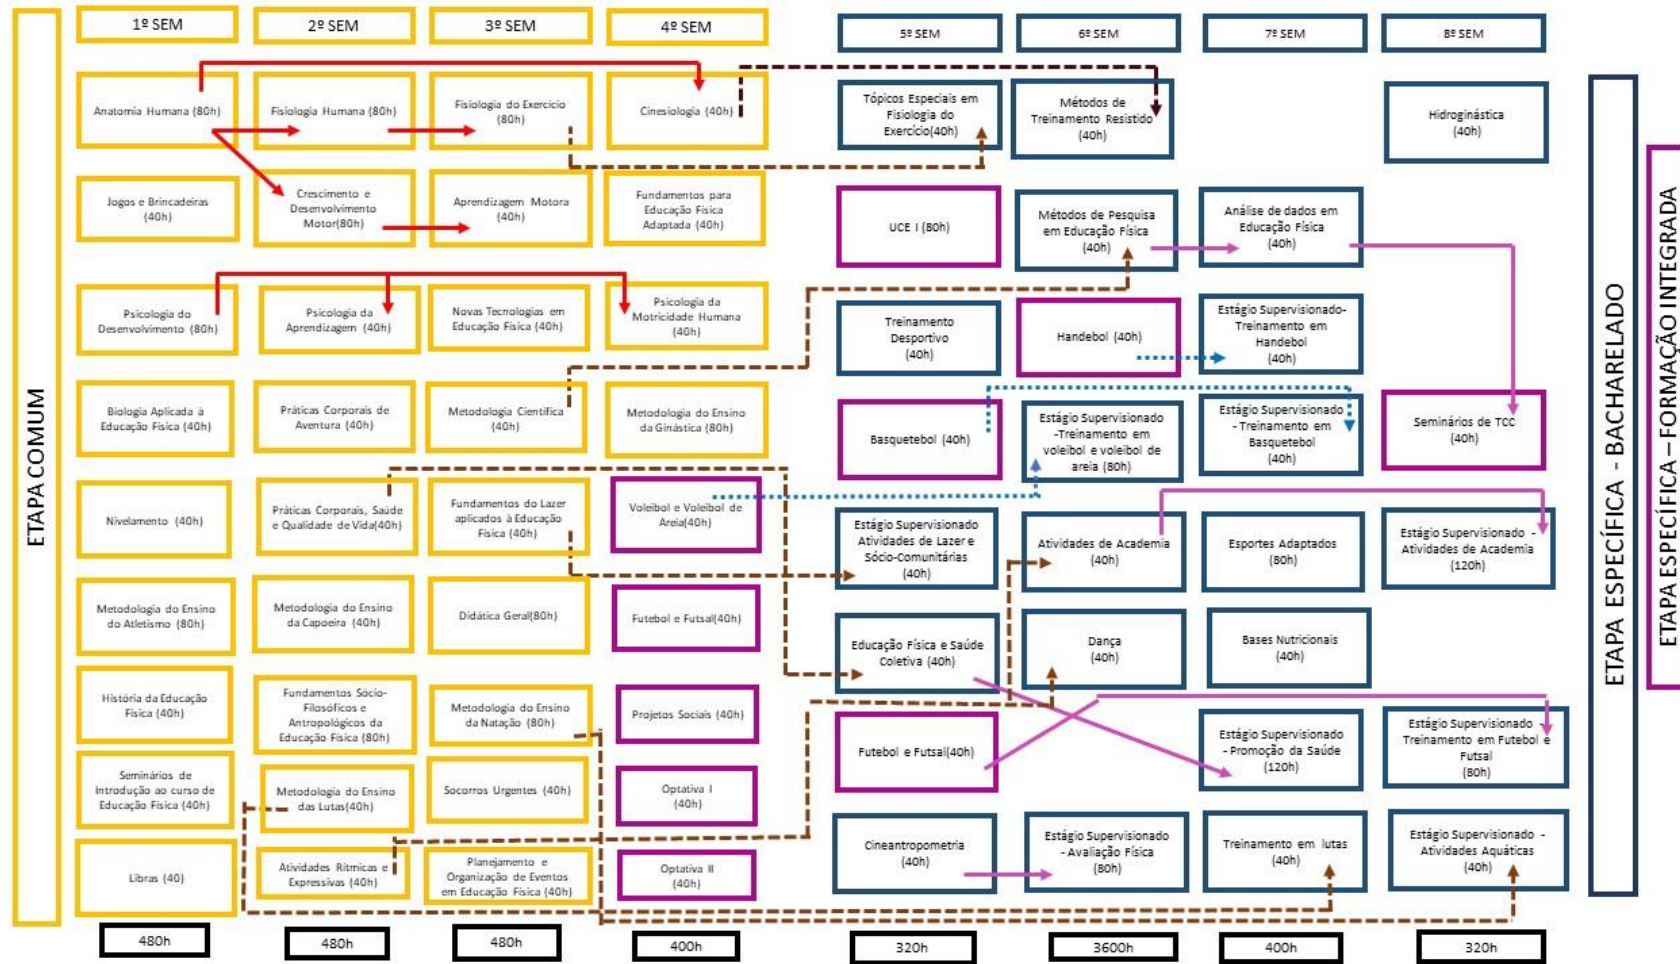 ETAPA COMUM
1º SEM
2º SEM
3º SEM
4º SEM
5º SEM
6º SEM
7º SEM
8º SEM
Anatomia Humana (80h)
Fisiologia Humana (80h)
Fisiologia do Exercício
(80h)
Cinesiologia (40h)
Tópicos Especiais em
Fisiologia do
Exercício(40h)
Métodos de
Treinamento Resistido
(40h)
Hidroginástica
(40h)
Jogos e Brincadeiras
(40h)
Crescimento e
Desenvolvimento
Motor(80h)
Aprendizagem Motora
(40h)
Fundamentos para
Educação Física
Adaptada (40h)
UCE I (80h)
Métodos de Pesquisa
em Educação Física
(40h)
Análise de dados em
Educação Física
(40h)
Psicologia do
Desenvolvimento (80h)
Psicologia da
Aprendizagem (40h)
Novas Tecnologias em
Educação Física (40h)
Psicologia da
Motricidade Humana
(40h)
Treinamento
Desportivo
(40h)
Handebol (40h)
Estágio Supervisionado-
Treinamento em
Handebol
(40h)
Biologia Aplicada à
Educação Física (40h)
Práticas Corporais de
Aventura (40h)
Metodologia Científica
(40h)
Metodologia do Ensino
da Ginástica (80h)
Basquetebol (40h)
Estágio Supervisionado
-Treinamento em
voleibol e voleibol de
areia (80h)
Estágio Supervisionado
- Treinamento em
Basquetebol
(40h)
Seminários de TCC
(40h)
Nivelamento (40h)
Práticas Corporais, Saúde
e Qualidade de Vida(40h)
Fundamentos do Lazer
aplicados à Educação
Física (40h)
Voleibol e Voleibol de
Areia(40h)
Estágio Supervisionado
Atividades de Lazer e
Sócio-Comunitárias
(40h)
Atividades de Academia
(40h)
Esportes Adaptados
(80h)
Estágio Supervisionado -
Atividades de Academia
(120h)
Metodologia do Ensino
do Atletismo (80h)
Metodologia do Ensino
da Capoeira (40h)
Didática Geral(80h)
Futebol e Futsal(40h)
Educação Física e Saúde
Coletiva (40h)
Dança
(40h)
Bases Nutricionais
(40h)
História da Educação
Física (40h)
Fundamentos Sócio-
Filosóficos e
Antropológicos da
Educação Física (80h)
Metodologia do Ensino
da Natação (80h)
Projetos Sociais (40h)
Futebol e Futsal(40h)
Estágio Supervisionado
- Promoção da Saúde
(120h)
Estágio Supervisionado -
Treinamento em Futebol e
Futsal
(80h)
Seminários de
Introdução ao curso de
Educação Física (40h)
Metodologia do Ensino
das Lutas(40h)
Socorros Urgentes (40h)
Optativa I
(40h)
Cineantropometria
(40h)
Estágio Supervisionado
- Avaliação Física
(80h)
Treinamento em lutas
(40h)
Estágio Supervisionado -
Atividades Aquáticas
(40h)
Libras (40)
Atividades Rítmicas e
Expressivas (40h)
Planejamento e
Organização de Eventos
em Educação Física (40h)
Optativa II
(40h)
480h
480h
480h
400h
320h
3600h
400h
320h
ETAPA ESPECÍFICA - BACHARELADO
ETAPA ESPECÍFICA – FORMAÇÃO INTEGRADA